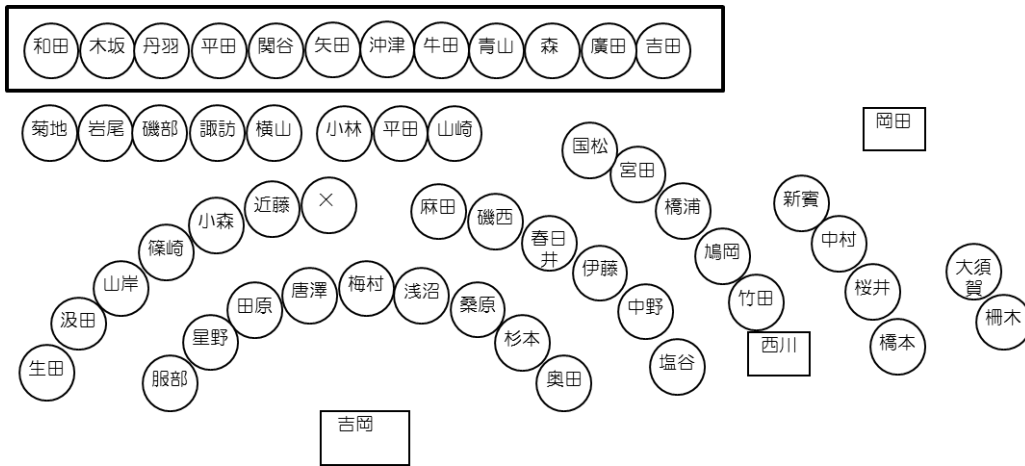 和田 木坂 丹羽 平田 関谷 矢田 沖津 牛田 青山 森 廣田 吉田
菊地 岩尾 磯部 諏訪 横山 小林 平田 山崎
岡田
国松
宮田
橋浦
鳩岡
竹田
西川
新賓
中村
桜井
橋本
大須
賀
柵木
生田
汲田
山岸
篠崎
小森
近藤
×
麻田
磯西
春日
井
伊藤
中野
塩谷
服部
星野
田原
唐澤
梅村
浅沼
桑原
杉本
奥田
吉岡